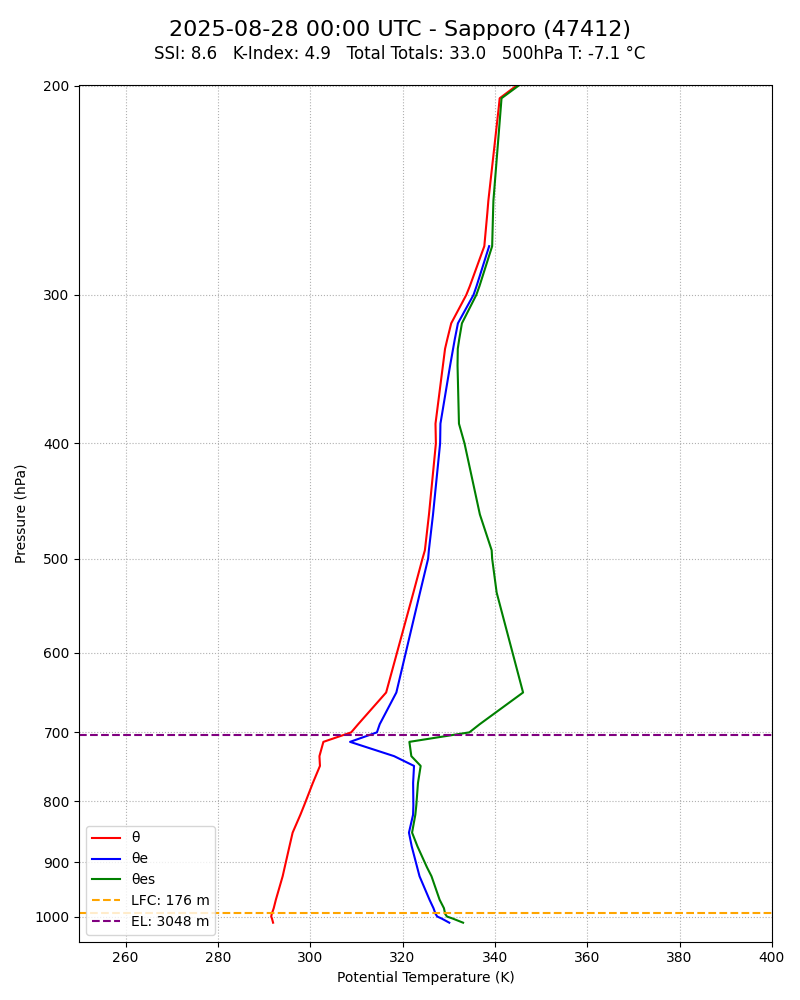 2025-08-28 00:00 UTC - Sapporo (47412)
SSI: 8.6   K-Index: 4.9   Total Totals: 33.0   500hPa T: -7.1 °C
200
300
400
500
600
700
800
900
1000
Pressure (hPa)
θ
θe
θes
LFC: 176 m
EL: 3048 m
260 280 300 320 340 360 380 400
Potential Temperature (K)